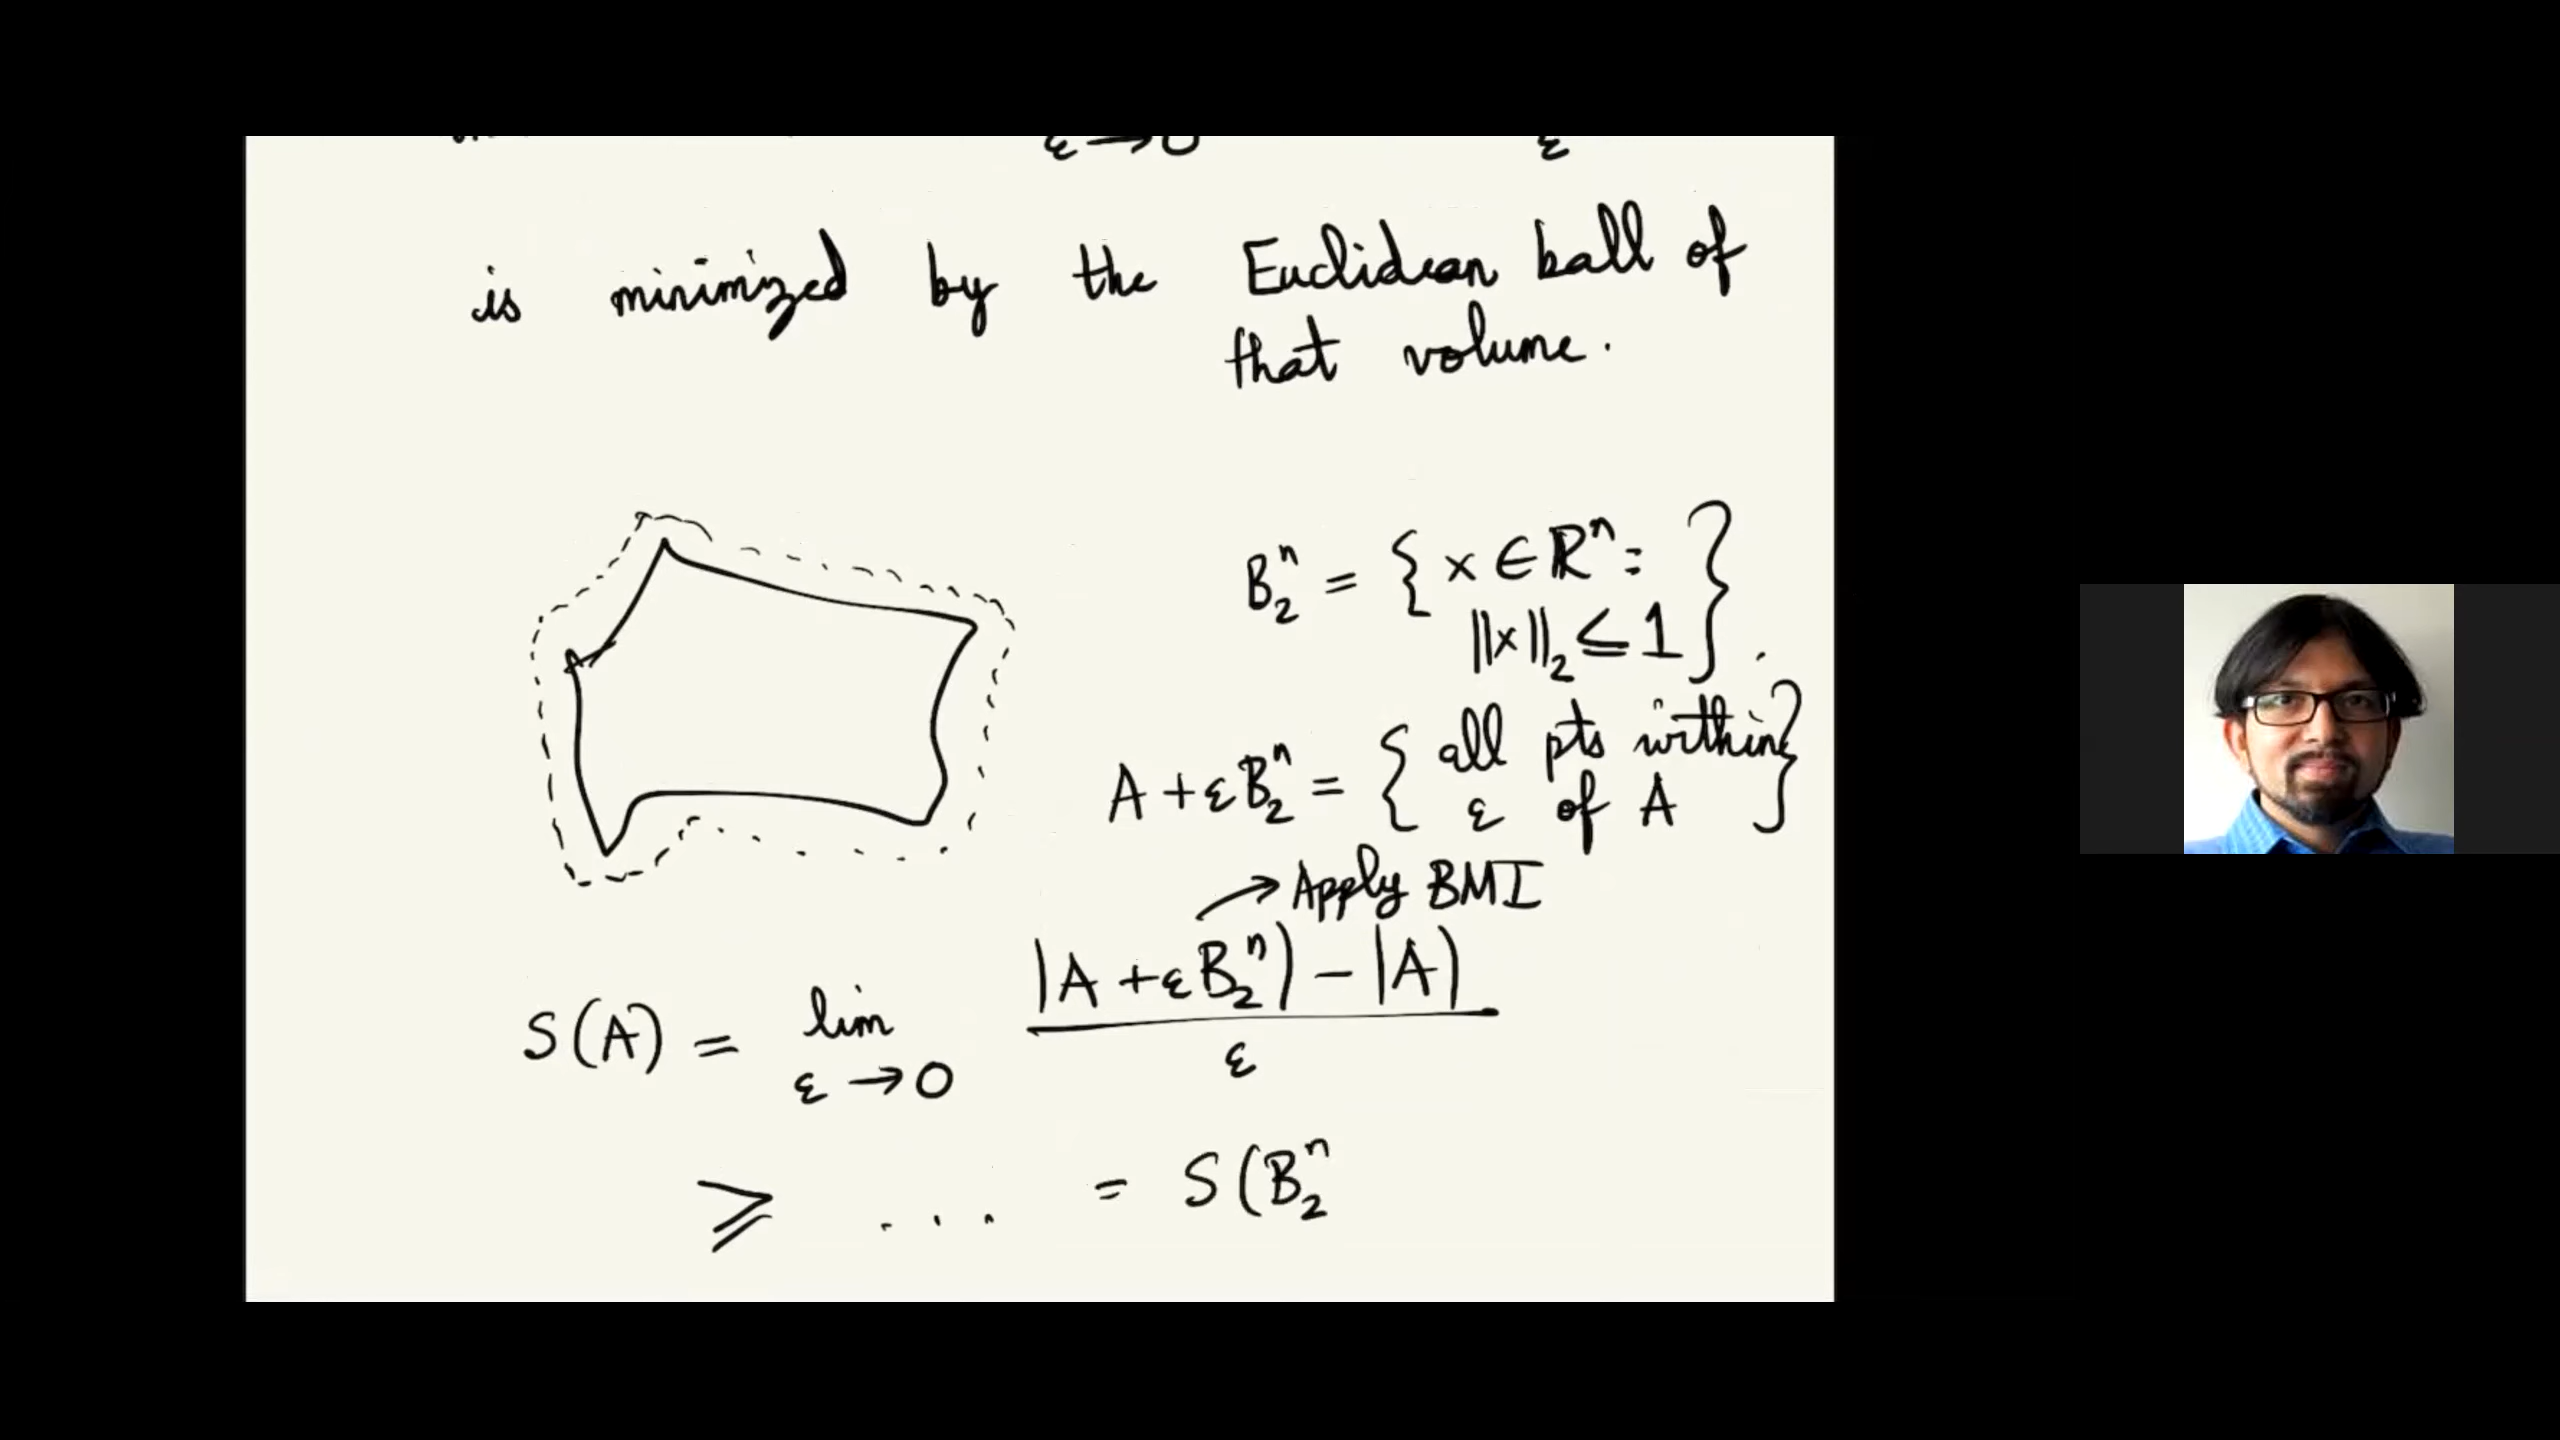 ε → 0 ε
is minimized by the Euclidean ball of
that volume.
B₂ⁿ = { x ∈ ℝⁿ :
||x||₂ ≤ 1 } .
A + εB₂ⁿ = { all pts within
ε of A }
→ Apply BMI
S(A) = lim |A + εB₂ⁿ| − |A|
ε → 0 ε
≥ ... = S(B₂ⁿ